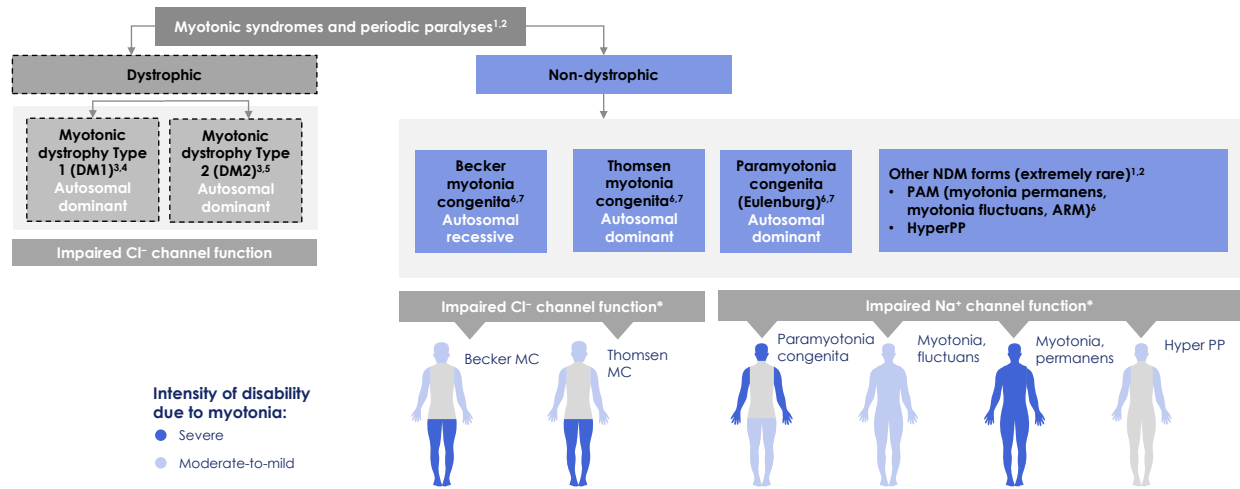 Myotonic syndromes and periodic paralyses1,2
Dystrophic
Non-dystrophic
Myotonic
dystrophy Type
1 (DM1)3,4
Autosomal
dominant
Myotonic
dystrophy Type
2 (DM2)3,5
Autosomal
dominant
Impaired Cl⁻ channel function
Becker
myotonia
congenita6,7
Autosomal
recessive
Thomsen
myotonia
congenita6,7
Autosomal
dominant
Paramyotonia
congenita
(Eulenburg)6,7
Autosomal
dominant
Other NDM forms (extremely rare)1,2
• PAM (myotonia permanens,
myotonia fluctuans, ARM)6
• HyperPP
Impaired Cl⁻ channel function*
Impaired Na⁺ channel function*
Becker MC
Thomsen
MC
Paramyotonia
congenita
Myotonia,
fluctuans
Myotonia,
permanens
Hyper PP
Intensity of disability
due to myotonia:
Severe
Moderate-to-mild